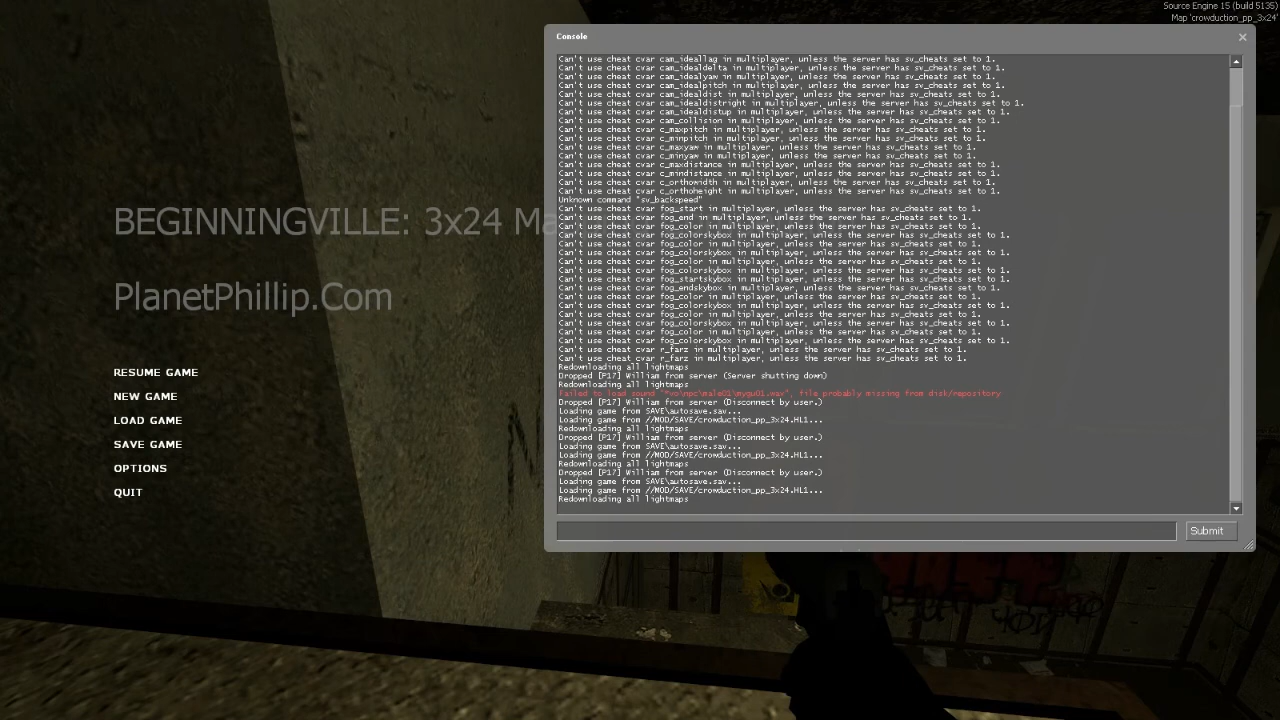 Source Engine 15 (build 5135)
Map 'crowduction_pp_3x24'
BEGINNINGVILLE: 3x24 Ma
PlanetPhillip.Com
RESUME GAME
NEW GAME
LOAD GAME
SAVE GAME
OPTIONS
QUIT
Console
Can't use cheat cvar cam_ideallag in multiplayer, unless the server has sv_cheats set to 1.
Can't use cheat cvar cam_idealdelta in multiplayer, unless the server has sv_cheats set to 1.
Can't use cheat cvar cam_idealyaw in multiplayer, unless the server has sv_cheats set to 1.
Can't use cheat cvar cam_idealpitch in multiplayer, unless the server has sv_cheats set to 1.
Can't use cheat cvar cam_idealdist in multiplayer, unless the server has sv_cheats set to 1.
Can't use cheat cvar cam_idealdistright in multiplayer, unless the server has sv_cheats set to 1.
Can't use cheat cvar cam_idealdistup in multiplayer, unless the server has sv_cheats set to 1.
Can't use cheat cvar cam_collision in multiplayer, unless the server has sv_cheats set to 1.
Can't use cheat cvar c_maxpitch in multiplayer, unless the server has sv_cheats set to 1.
Can't use cheat cvar c_minpitch in multiplayer, unless the server has sv_cheats set to 1.
Can't use cheat cvar c_maxyaw in multiplayer, unless the server has sv_cheats set to 1.
Can't use cheat cvar c_minyaw in multiplayer, unless the server has sv_cheats set to 1.
Can't use cheat cvar c_maxdistance in multiplayer, unless the server has sv_cheats set to 1.
Can't use cheat cvar c_mindistance in multiplayer, unless the server has sv_cheats set to 1.
Can't use cheat cvar c_orthowidth in multiplayer, unless the server has sv_cheats set to 1.
Can't use cheat cvar c_orthoheight in multiplayer, unless the server has sv_cheats set to 1.
Unknown command "sv_backspeed"
Can't use cheat cvar fog_start in multiplayer, unless the server has sv_cheats set to 1.
Can't use cheat cvar fog_end in multiplayer, unless the server has sv_cheats set to 1.
Can't use cheat cvar fog_color in multiplayer, unless the server has sv_cheats set to 1.
Can't use cheat cvar fog_colorskybox in multiplayer, unless the server has sv_cheats set to 1.
Can't use cheat cvar fog_color in multiplayer, unless the server has sv_cheats set to 1.
Can't use cheat cvar fog_colorskybox in multiplayer, unless the server has sv_cheats set to 1.
Can't use cheat cvar fog_color in multiplayer, unless the server has sv_cheats set to 1.
Can't use cheat cvar fog_colorskybox in multiplayer, unless the server has sv_cheats set to 1.
Can't use cheat cvar fog_startskybox in multiplayer, unless the server has sv_cheats set to 1.
Can't use cheat cvar fog_endskybox in multiplayer, unless the server has sv_cheats set to 1.
Can't use cheat cvar fog_color in multiplayer, unless the server has sv_cheats set to 1.
Can't use cheat cvar fog_colorskybox in multiplayer, unless the server has sv_cheats set to 1.
Can't use cheat cvar fog_color in multiplayer, unless the server has sv_cheats set to 1.
Can't use cheat cvar fog_colorskybox in multiplayer, unless the server has sv_cheats set to 1.
Can't use cheat cvar fog_color in multiplayer, unless the server has sv_cheats set to 1.
Can't use cheat cvar fog_colorskybox in multiplayer, unless the server has sv_cheats set to 1.
Can't use cheat cvar r_farz in multiplayer, unless the server has sv_cheats set to 1.
Can't use cheat cvar r_farz in multiplayer, unless the server has sv_cheats set to 1.
Redownloading all lightmaps
Dropped [P17] William from server (Server shutting down)
Redownloading all lightmaps
Failed to load sound "*vo\npc\male01\mygut01.wav", file probably missing from disk/repository
Dropped [P17] William from server (Disconnect by user.)
Loading game from SAVE\autosave.sav...
Loading game from //MOD/SAVE/crowduction_pp_3x24.HL1...
Redownloading all lightmaps
Dropped [P17] William from server (Disconnect by user.)
Loading game from SAVE\autosave.sav...
Loading game from //MOD/SAVE/crowduction_pp_3x24.HL1...
Redownloading all lightmaps
Dropped [P17] William from server (Disconnect by user.)
Loading game from SAVE\autosave.sav...
Loading game from //MOD/SAVE/crowduction_pp_3x24.HL1...
Redownloading all lightmaps
Submit